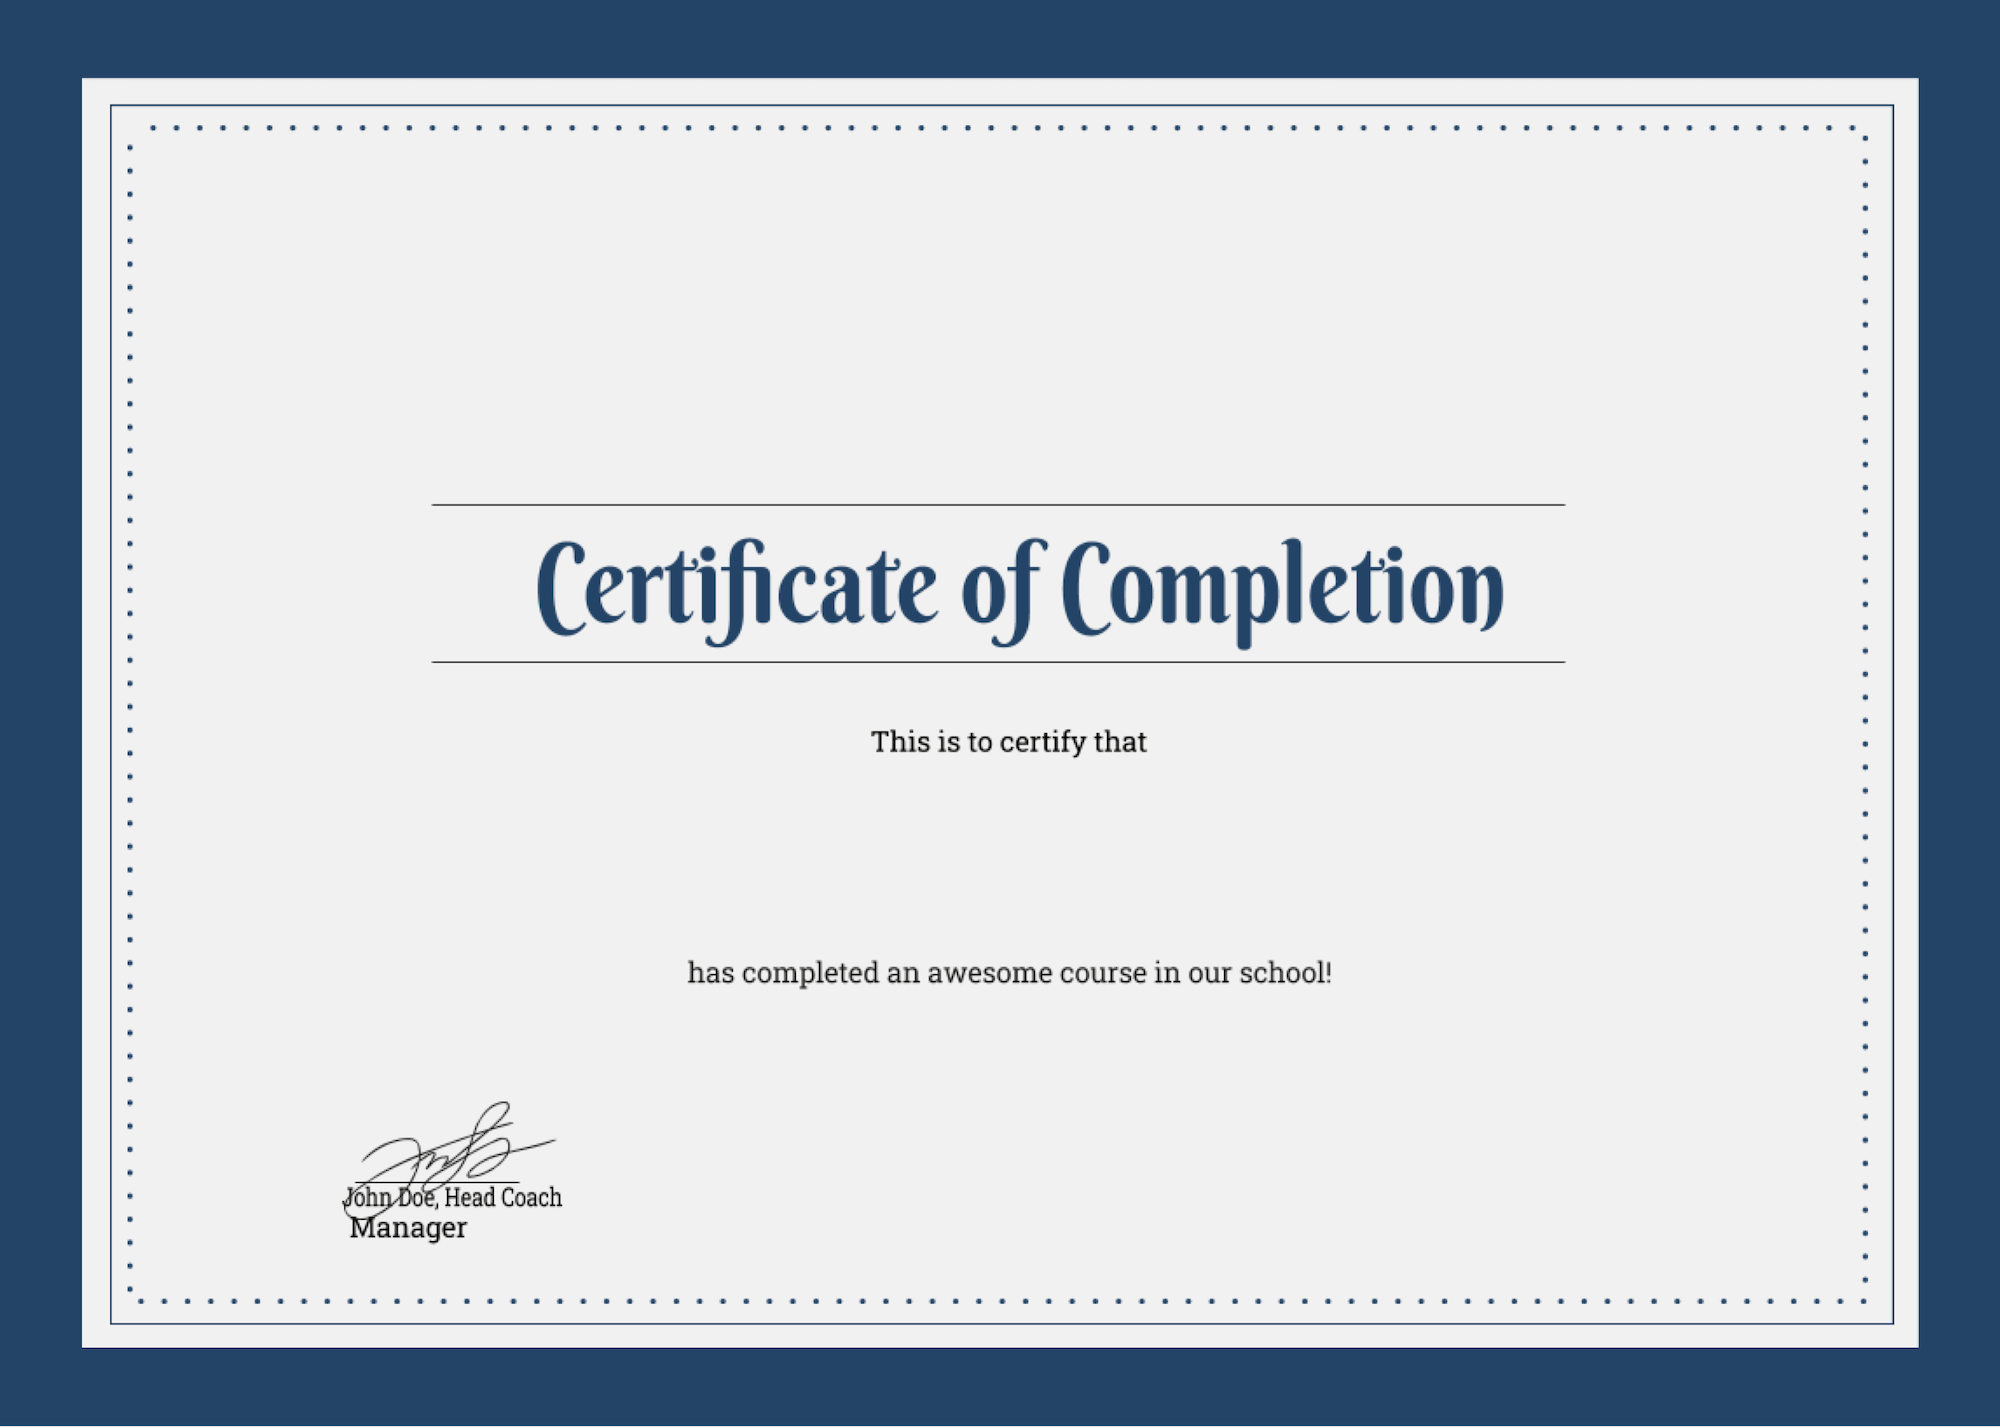 Certificate of Completion
This is to certify that
has completed an awesome course in our school!
John Doe, Head Coach
Manager